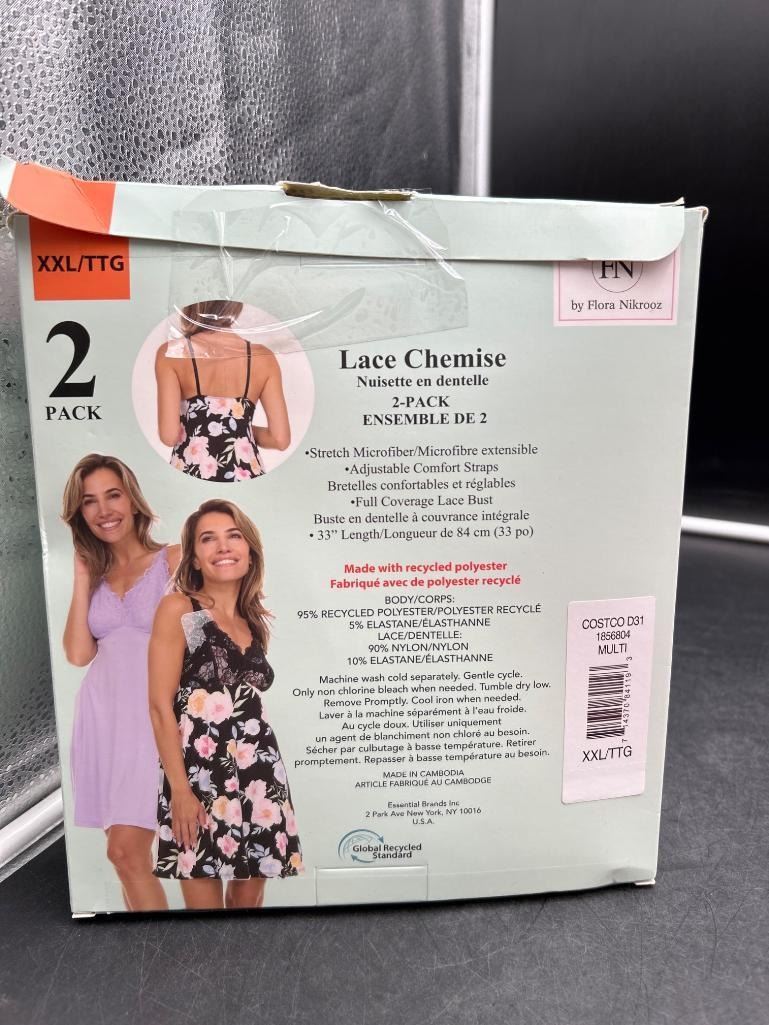 XXL/TTG
FN
by Flora Nikrooz
2
PACK
Lace Chemise
Nuisette en dentelle
2-PACK
ENSEMBLE DE 2
•Stretch Microfiber/Microfibre extensible
•Adjustable Comfort Straps
Bretelles confortables et réglables
•Full Coverage Lace Bust
Buste en dentelle à couvrance intégrale
• 33” Length/Longueur de 84 cm (33 po)
Made with recycled polyester
Fabriqué avec de polyester recyclé
BODY/CORPS:
95% RECYCLED POLYESTER/POLYESTER RECYCLÉ
5% ELASTANE/ÉLASTHANNE
LACE/DENTELLE:
90% NYLON/NYLON
10% ELASTANE/ÉLASTHANNE
Machine wash cold separately. Gentle cycle.
Only non chlorine bleach when needed. Tumble dry low.
Remove Promptly. Cool iron when needed.
Laver à la machine séparément à l'eau froide.
Au cycle doux. Utiliser uniquement
un agent de blanchiment non chloré au besoin.
Sécher par culbutage à basse température. Retirer
promptement. Repasser à basse température au besoin.
MADE IN CAMBODIA
ARTICLE FABRIQUÉ AU CAMBODGE
Essential Brands Inc
2 Park Ave New York, NY 10016
U.S.A.
Global Recycled
Standard
COSTCO D31
1856804
MULTI
7 14370 84119 3
XXL/TTG